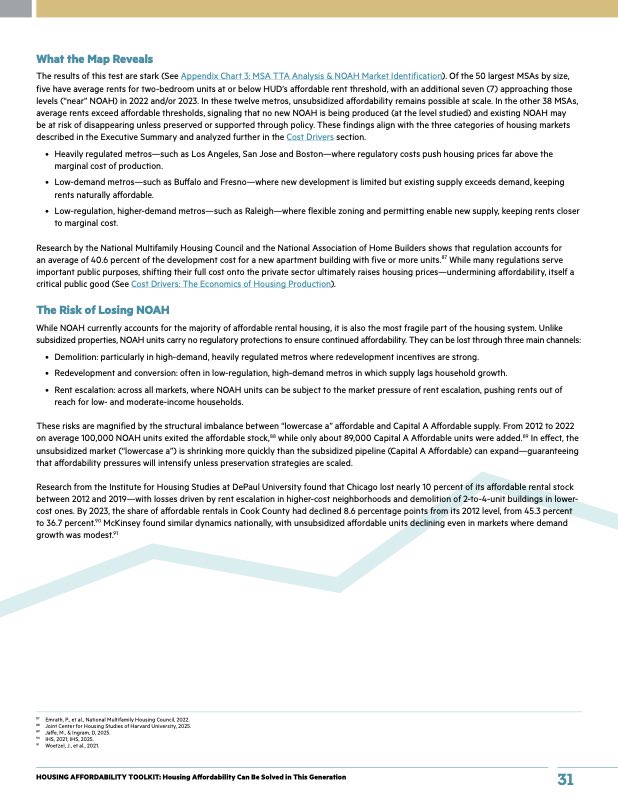 What the Map Reveals
The results of this test are stark (See Appendix Chart 3: MSA TTA Analysis & NOAH Market Identification). Of the 50 largest MSAs by size,
five have average rents for two-bedroom units at or below HUD's affordable rent threshold, with an additional seven (7) approaching those
levels ("near" NOAH) in 2022 and/or 2023. In these twelve metros, unsubsidized affordability remains possible at scale. In the other 38 MSAs,
average rents exceed affordable thresholds, signaling that no new NOAH is being produced (at the level studied) and existing NOAH may
be at risk of disappearing unless preserved or supported through policy. These findings align with the three categories of housing markets
described in the Executive Summary and analyzed further in the Cost Drivers section.
• Heavily regulated metros—such as Los Angeles, San Jose and Boston—where regulatory costs push housing prices far above the
marginal cost of production.
• Low-demand metros—such as Buffalo and Fresno—where new development is limited but existing supply exceeds demand, keeping
rents naturally affordable.
• Low-regulation, higher-demand metros—such as Raleigh—where flexible zoning and permitting enable new supply, keeping rents closer
to marginal cost.
Research by the National Multifamily Housing Council and the National Association of Home Builders shows that regulation accounts for
an average of 40.6 percent of the development cost for a new apartment building with five or more units.87 While many regulations serve
important public purposes, shifting their full cost onto the private sector ultimately raises housing prices—undermining affordability, itself a
critical public good (See Cost Drivers: The Economics of Housing Production).
The Risk of Losing NOAH
While NOAH currently accounts for the majority of affordable rental housing, it is also the most fragile part of the housing system. Unlike
subsidized properties, NOAH units carry no regulatory protections to ensure continued affordability. They can be lost through three main channels:
• Demolition: particularly in high-demand, heavily regulated metros where redevelopment incentives are strong.
• Redevelopment and conversion: often in low-regulation, high-demand metros in which supply lags household growth.
• Rent escalation: across all markets, where NOAH units can be subject to the market pressure of rent escalation, pushing rents out of
reach for low- and moderate-income households.
These risks are magnified by the structural imbalance between "lowercase a" affordable and Capital A Affordable supply. From 2012 to 2022
on average 100,000 NOAH units exited the affordable stock,88 while only about 89,000 Capital A Affordable units were added.89 In effect, the
unsubsidized market ("lowercase a") is shrinking more quickly than the subsidized pipeline (Capital A Affordable) can expand—guaranteeing
that affordability pressures will intensify unless preservation strategies are scaled.
Research from the Institute for Housing Studies at DePaul University found that Chicago lost nearly 10 percent of its affordable rental stock
between 2012 and 2019—with losses driven by rent escalation in higher-cost neighborhoods and demolition of 2-to-4-unit buildings in lower-
cost ones. By 2023, the share of affordable rentals in Cook County had declined 8.6 percentage points from its 2012 level, from 45.3 percent
to 36.7 percent.90 McKinsey found similar dynamics nationally, with unsubsidized affordable units declining even in markets where demand
growth was modest.91
87 Emrath, P., et al., National Multifamily Housing Council, 2022.
88 Joint Center for Housing Studies of Harvard University, 2025.
89 Jaffe, M., & Ingram, D, 2025.
90 IHS, 2021; IHS, 2025.
91 Woetzel, J., et al., 2021.
HOUSING AFFORDABILITY TOOLKIT: Housing Affordability Can Be Solved in This Generation
31